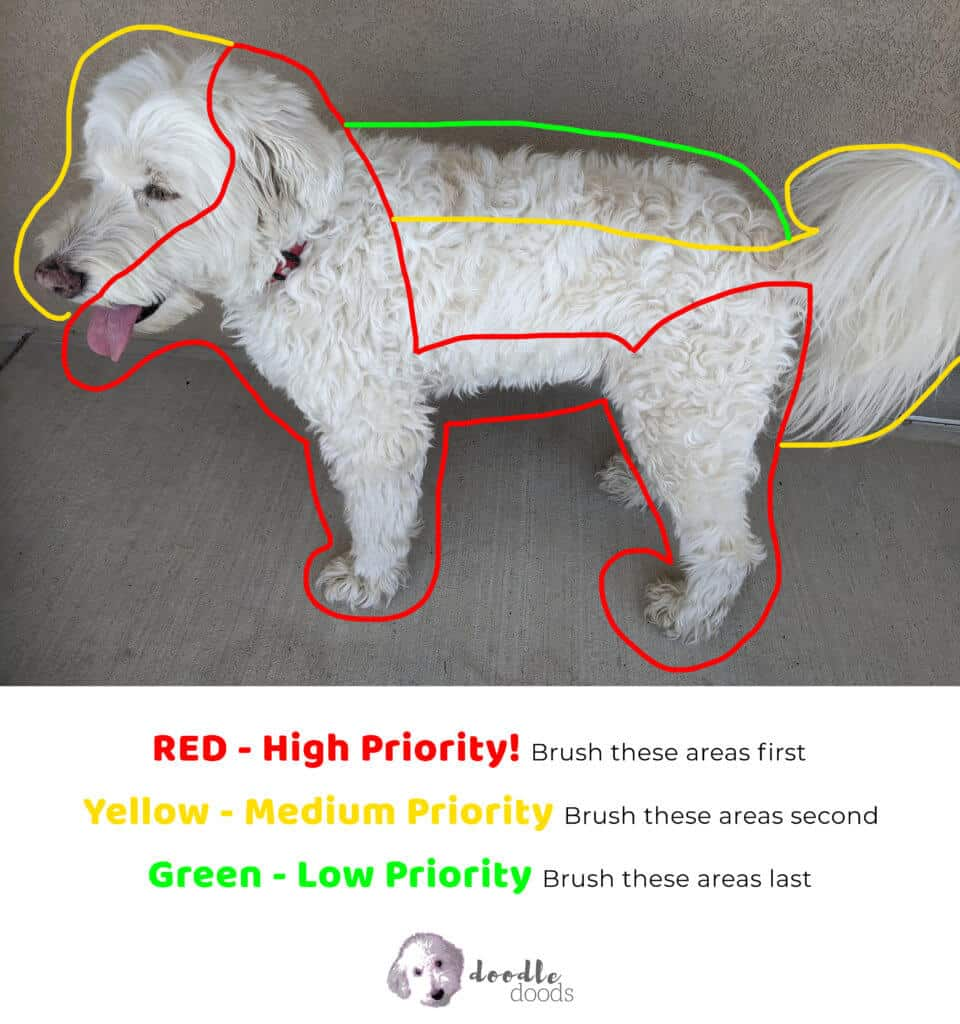 RED - High Priority! Brush these areas first
Yellow - Medium Priority Brush these areas second
Green - Low Priority Brush these areas last
doodle
doods